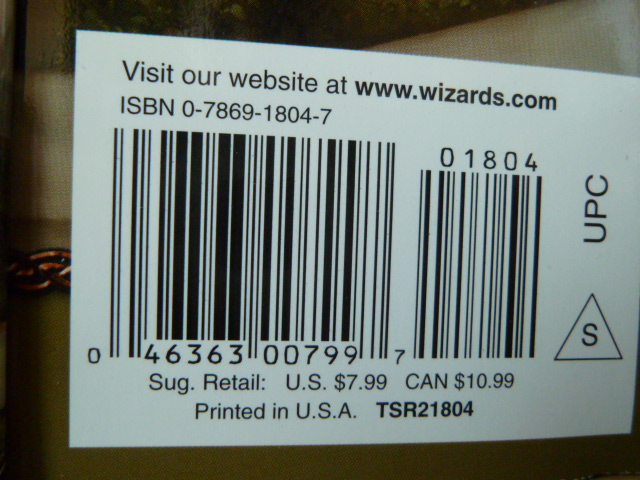 Visit our website at www.wizards.com
ISBN 0-7869-1804-7
01804
UPC
S
0 46363 00799 7
Sug. Retail: U.S. $7.99 CAN $10.99
Printed in U.S.A. TSR21804